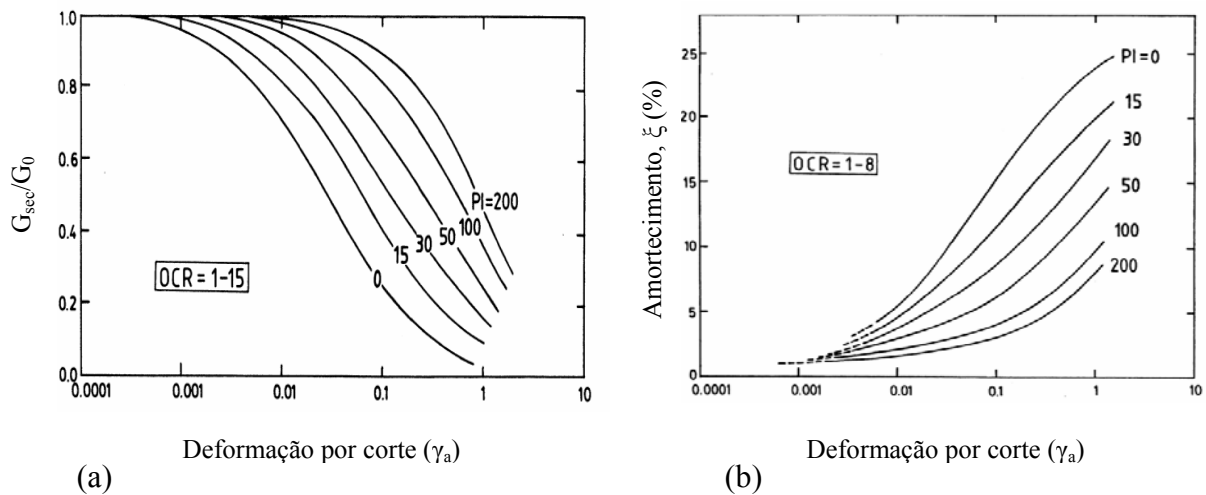 1.0
0.8
0.6
0.4
0.2
0.0
G_sec/G_0
OCR = 1-15
PI=200
100
50
30
15
0
0.0001 0.001 0.01 0.1 1 10
Deformação por corte (γ_a)
(a)
25
20
15
10
5
0
Amortecimento, ξ (%)
OCR=1-8
PI=0
15
30
50
100
200
0.0001 0.001 0.01 0.1 1 10
Deformação por corte (γ_a)
(b)